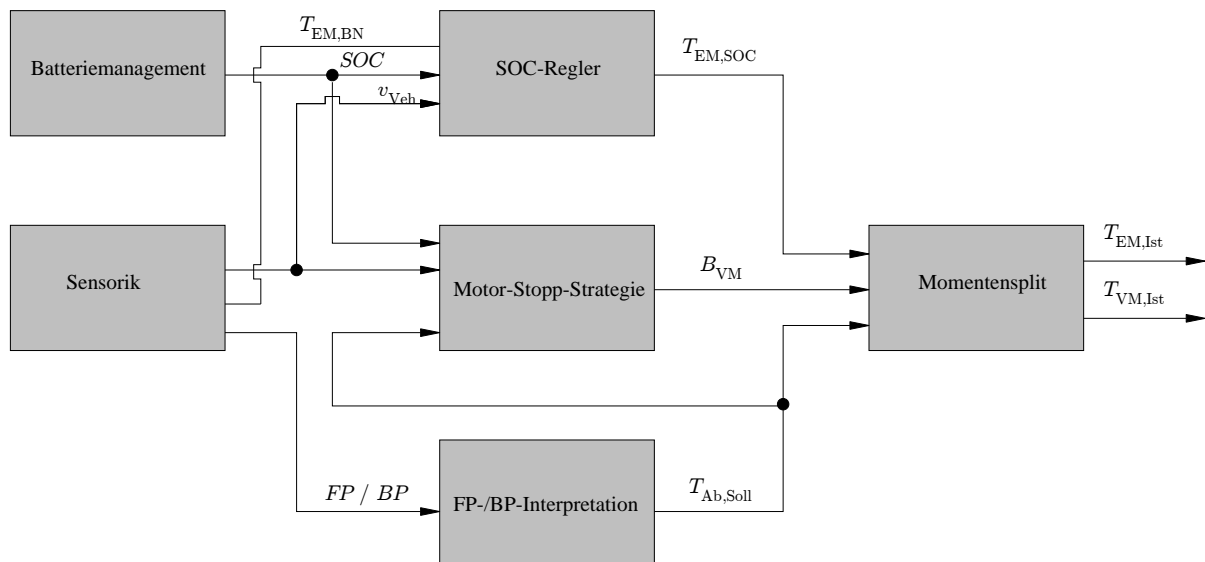 T_EM,BN
Batteriemanagement
SOC
SOC-Regler
T_EM,SOC
v_Veh
Sensorik
Motor-Stopp-Strategie
B_VM
Momentensplit
T_EM,Ist
T_VM,Ist
FP / BP
FP-/BP-Interpretation
T_Ab,Soll